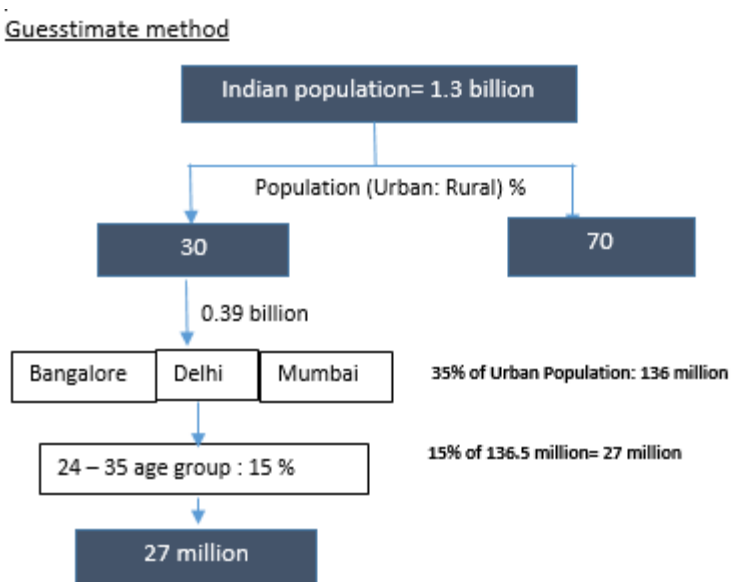 Guesstimate method
Indian population= 1.3 billion
Population (Urban: Rural) %
30
70
0.39 billion
Bangalore
Delhi
Mumbai
35% of Urban Population: 136 million
24 – 35 age group : 15 %
15% of 136.5 million= 27 million
27 million